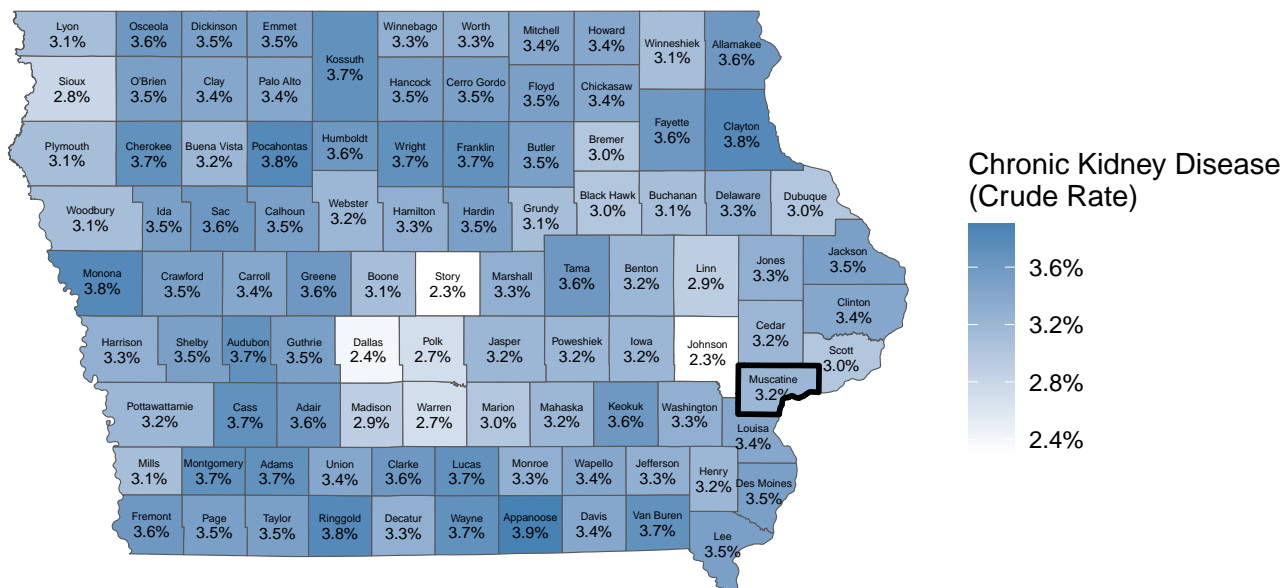 Lyon
3.1%
Osceola
3.6%
Dickinson
3.5%
Emmet
3.5%
Kossuth
3.7%
Winnebago
3.3%
Worth
3.3%
Mitchell
3.4%
Howard
3.4%
Winneshiek
3.1%
Allamakee
3.6%
Sioux
2.8%
O'Brien
3.5%
Clay
3.4%
Palo Alto
3.4%
Hancock
3.5%
Cerro Gordo
3.5%
Floyd
3.5%
Chickasaw
3.4%
Fayette
3.6%
Clayton
3.8%
Plymouth
3.1%
Cherokee
3.7%
Buena Vista
3.2%
Pocahontas
3.8%
Humboldt
3.6%
Wright
3.7%
Franklin
3.7%
Butler
3.5%
Bremer
3.0%
Woodbury
3.1%
Ida
3.5%
Sac
3.6%
Calhoun
3.5%
Webster
3.2%
Hamilton
3.3%
Hardin
3.5%
Grundy
3.1%
Black Hawk
3.0%
Buchanan
3.1%
Delaware
3.3%
Dubuque
3.0%
Monona
3.8%
Crawford
3.5%
Carroll
3.4%
Greene
3.6%
Boone
3.1%
Story
2.3%
Marshall
3.3%
Tama
3.6%
Benton
3.2%
Linn
2.9%
Jones
3.3%
Jackson
3.5%
Clinton
3.4%
Harrison
3.3%
Shelby
3.5%
Audubon
3.7%
Guthrie
3.5%
Dallas
2.4%
Polk
2.7%
Jasper
3.2%
Poweshiek
3.2%
Iowa
3.2%
Johnson
2.3%
Cedar
3.2%
Scott
3.0%
Muscatine
3.2%
Pottawattamie
3.2%
Cass
3.7%
Adair
3.6%
Madison
2.9%
Warren
2.7%
Marion
3.0%
Mahaska
3.2%
Keokuk
3.6%
Washington
3.3%
Louisa
3.4%
Mills
3.1%
Montgomery
3.7%
Adams
3.7%
Union
3.4%
Clarke
3.6%
Lucas
3.7%
Monroe
3.3%
Wapello
3.4%
Jefferson
3.3%
Henry
3.2%
Des Moines
3.5%
Fremont
3.6%
Page
3.5%
Taylor
3.5%
Ringgold
3.8%
Decatur
3.3%
Wayne
3.7%
Appanoose
3.9%
Davis
3.4%
Van Buren
3.7%
Lee
3.5%
Chronic Kidney Disease
(Crude Rate)
3.6%
3.2%
2.8%
2.4%